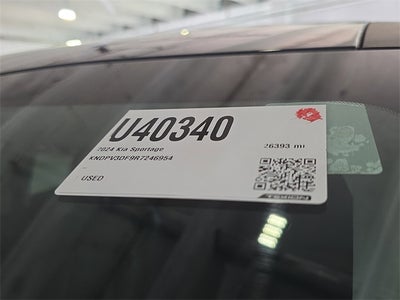 U40340
2024 Kia Sportage
26393 mi
KNDPV3DF9R7246954
USED